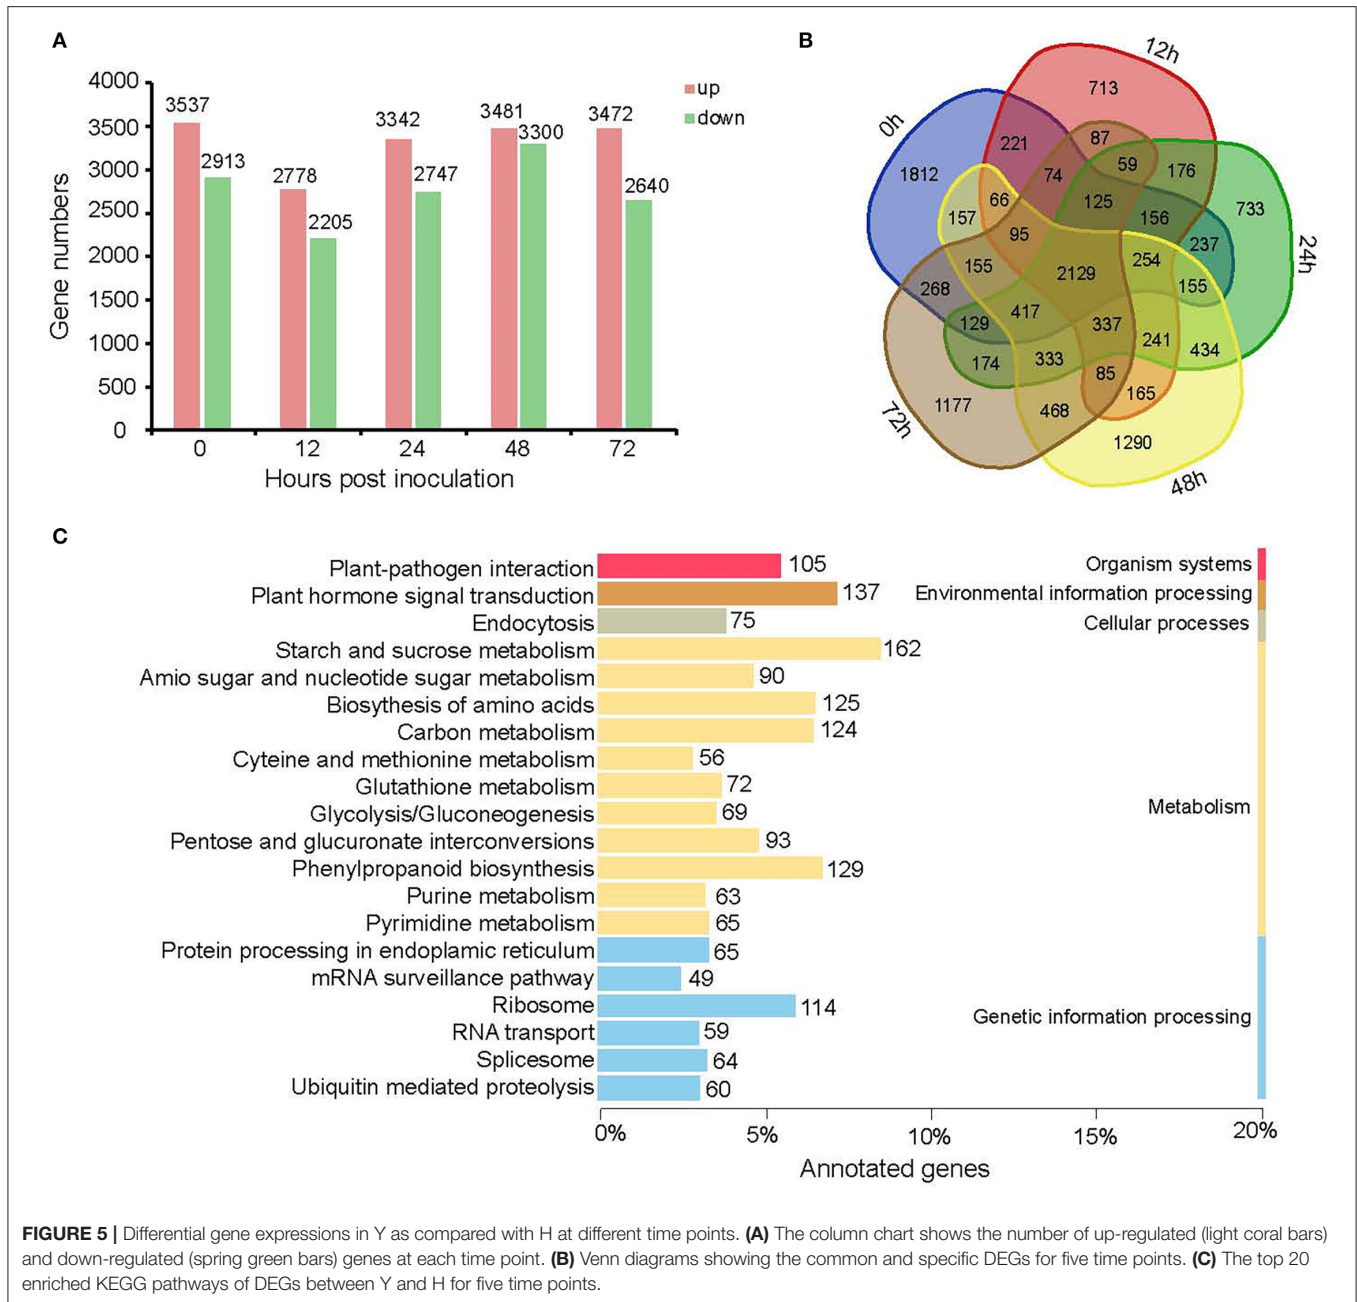 A
4000
3500
3000
2500
2000
1500
1000
500
0
Gene numbers
3537
2913
2778
2205
3342
2747
3481
3300
3472
2640
up
down
0 12 24 48 72
Hours post inoculation
B
0h
12h
24h
48h
72h
713
87
221
59
176
1812
74
125
733
66
157
156
95
237
254
155
2129
155
268
417
129
337
241
434
333
174
85
165
1177
468
1290
C
Plant-pathogen interaction 105 Organism systems
Plant hormone signal transduction 137 Environmental information processing
Endocytosis 75 Cellular processes
Starch and sucrose metabolism 162
Amio sugar and nucleotide sugar metabolism 90
Biosythesis of amino acids 125
Carbon metabolism 124
Cyteine and methionine metabolism 56
Glutathione metabolism 72
Glycolysis/Gluconeogenesis 69 Metabolism
Pentose and glucuronate interconversions 93
Phenylpropanoid biosynthesis 129
Purine metabolism 63
Pyrimidine metabolism 65
Protein processing in endoplamic reticulum 65
mRNA surveillance pathway 49
Ribosome 114 Genetic information processing
RNA transport 59
Splicesome 64
Ubiquitin mediated proteolysis 60
0% 5% 10% 15% 20%
Annotated genes
FIGURE 5 | Differential gene expressions in Y as compared with H at different time points. (A) The column chart shows the number of up-regulated (light coral bars)
and down-regulated (spring green bars) genes at each time point. (B) Venn diagrams showing the common and specific DEGs for five time points. (C) The top 20
enriched KEGG pathways of DEGs between Y and H for five time points.